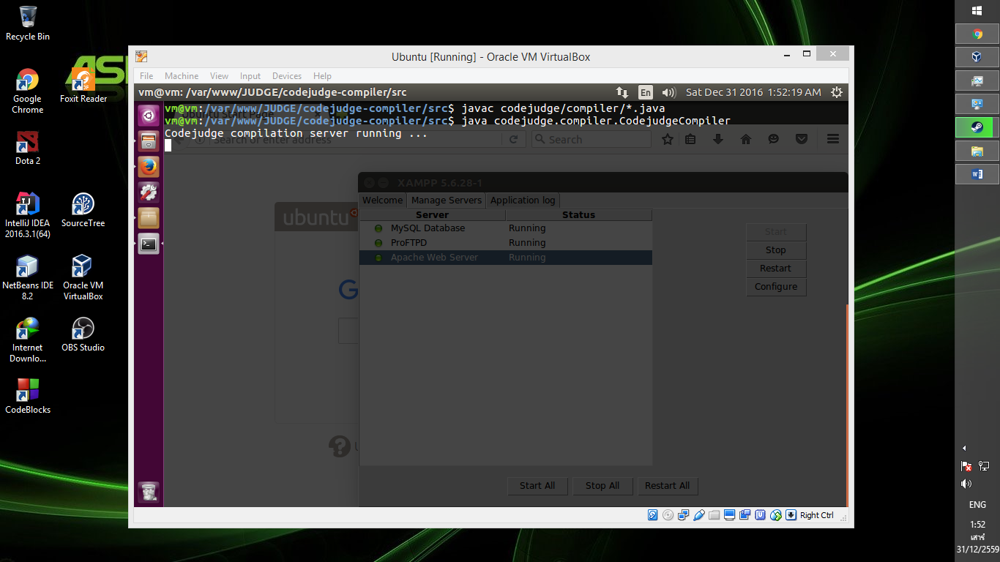 Recycle Bin
Google Chrome
Foxit Reader
Dota 2
IntelliJ IDEA 2016.3.1(64)
SourceTree
NetBeans IDE 8.2
Oracle VM VirtualBox
Internet Downlo...
OBS Studio
CodeBlocks
Ubuntu [Running] - Oracle VM VirtualBox
File Machine View Input Devices Help
vm@vm: /var/www/JUDGE/codejudge-compiler/src
En
Sat Dec 31 2016 1:52:19 AM
vm@vm:/var/www/JUDGE/codejudge-compiler/src$ javac codejudge/compiler/*.java
Ubuntu Start Page
vm@vm:/var/www/JUDGE/codejudge-compiler/src$ java codejudge.compiler.CodejudgeCompiler
Codejudge compilation server running ...
Search or enter address
Search
XAMPP 5.6.28-1
Welcome Manage Servers Application log
Server Status
MySQL Database Running
ProFTPD Running
Apache Web Server Running
Start
Stop
Restart
Configure
ubuntu
G
Start All Stop All Restart All
Right Ctrl
ENG
1:52
เสาร์
31/12/2559